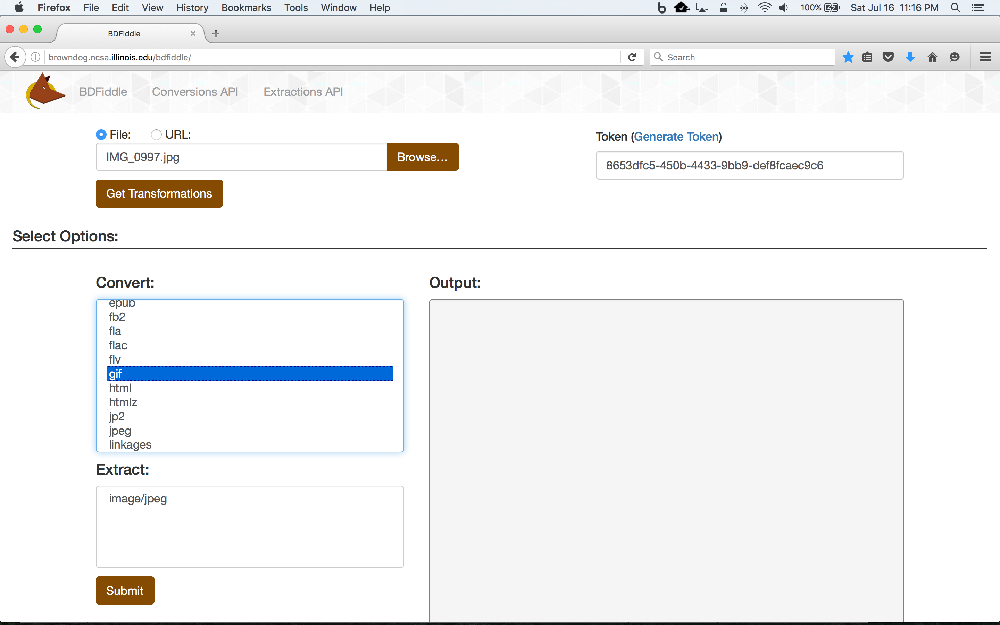 Firefox File Edit View History Bookmarks Tools Window Help 100% Sat Jul 16 11:16 PM
BDFiddle
browndog.ncsa.illinois.edu/bdfiddle/ Search
BDFiddle Conversions API Extractions API
File: URL:
Token (Generate Token)
IMG_0997.jpg Browse...
8653dfc5-450b-4433-9bb9-def8fcaec9c6
Get Transformations
Select Options:
Convert:
epub
fb2
fla
flac
flv
gif
html
htmlz
jp2
jpeg
linkages
Output:
Extract:
image/jpeg
Submit